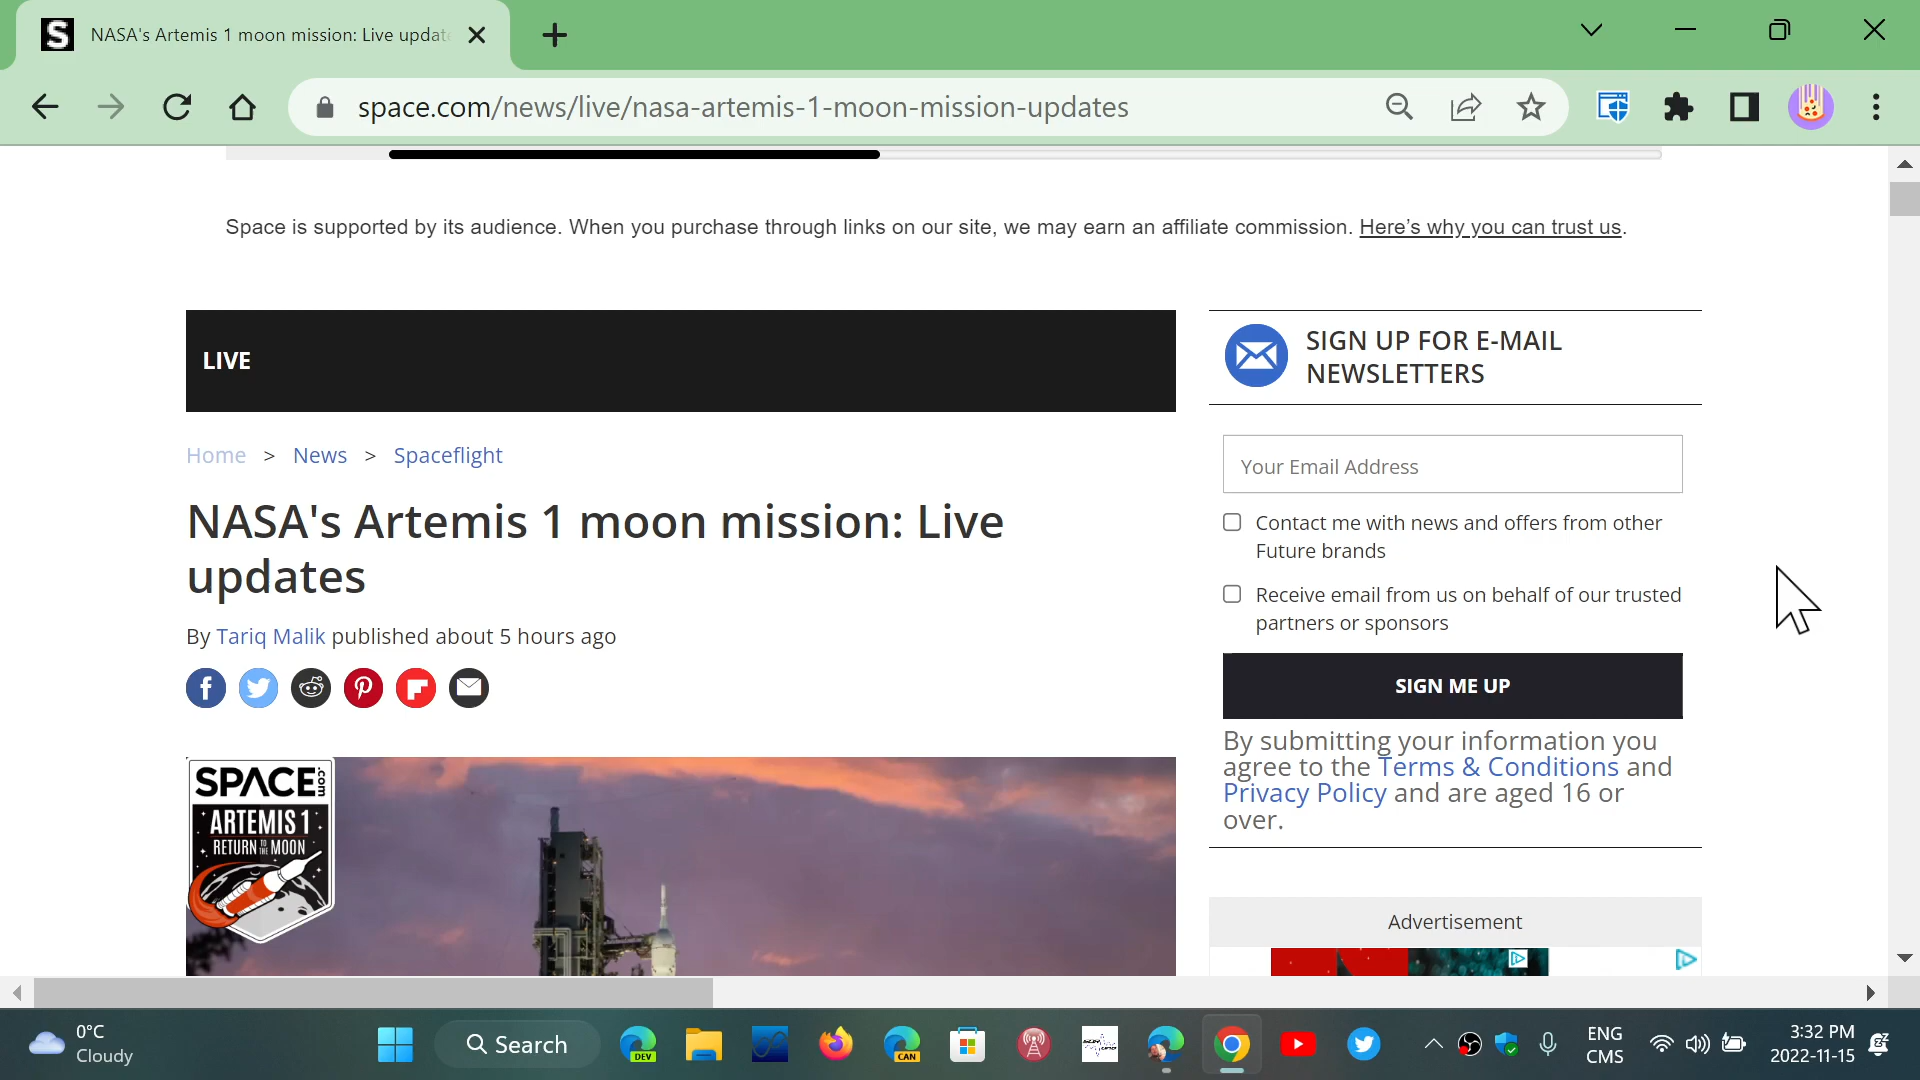 NASA's Artemis 1 moon mission: Live updat
space.com/news/live/nasa-artemis-1-moon-mission-updates
Space is supported by its audience. When you purchase through links on our site, we may earn an affiliate commission. Here's why you can trust us.
LIVE
Home > News > Spaceflight
NASA's Artemis 1 moon mission: Live
updates
By Tariq Malik published about 5 hours ago
SPACE.com
ARTEMIS 1
RETURN TO THE MOON
SIGN UP FOR E-MAIL
NEWSLETTERS
Your Email Address
Contact me with news and offers from other
Future brands
Receive email from us on behalf of our trusted
partners or sponsors
SIGN ME UP
By submitting your information you
agree to the Terms & Conditions and
Privacy Policy and are aged 16 or
over.
Advertisement
0°C
Cloudy
Search
DEV
CAN
ENG
CMS
3:32 PM
2022-11-15